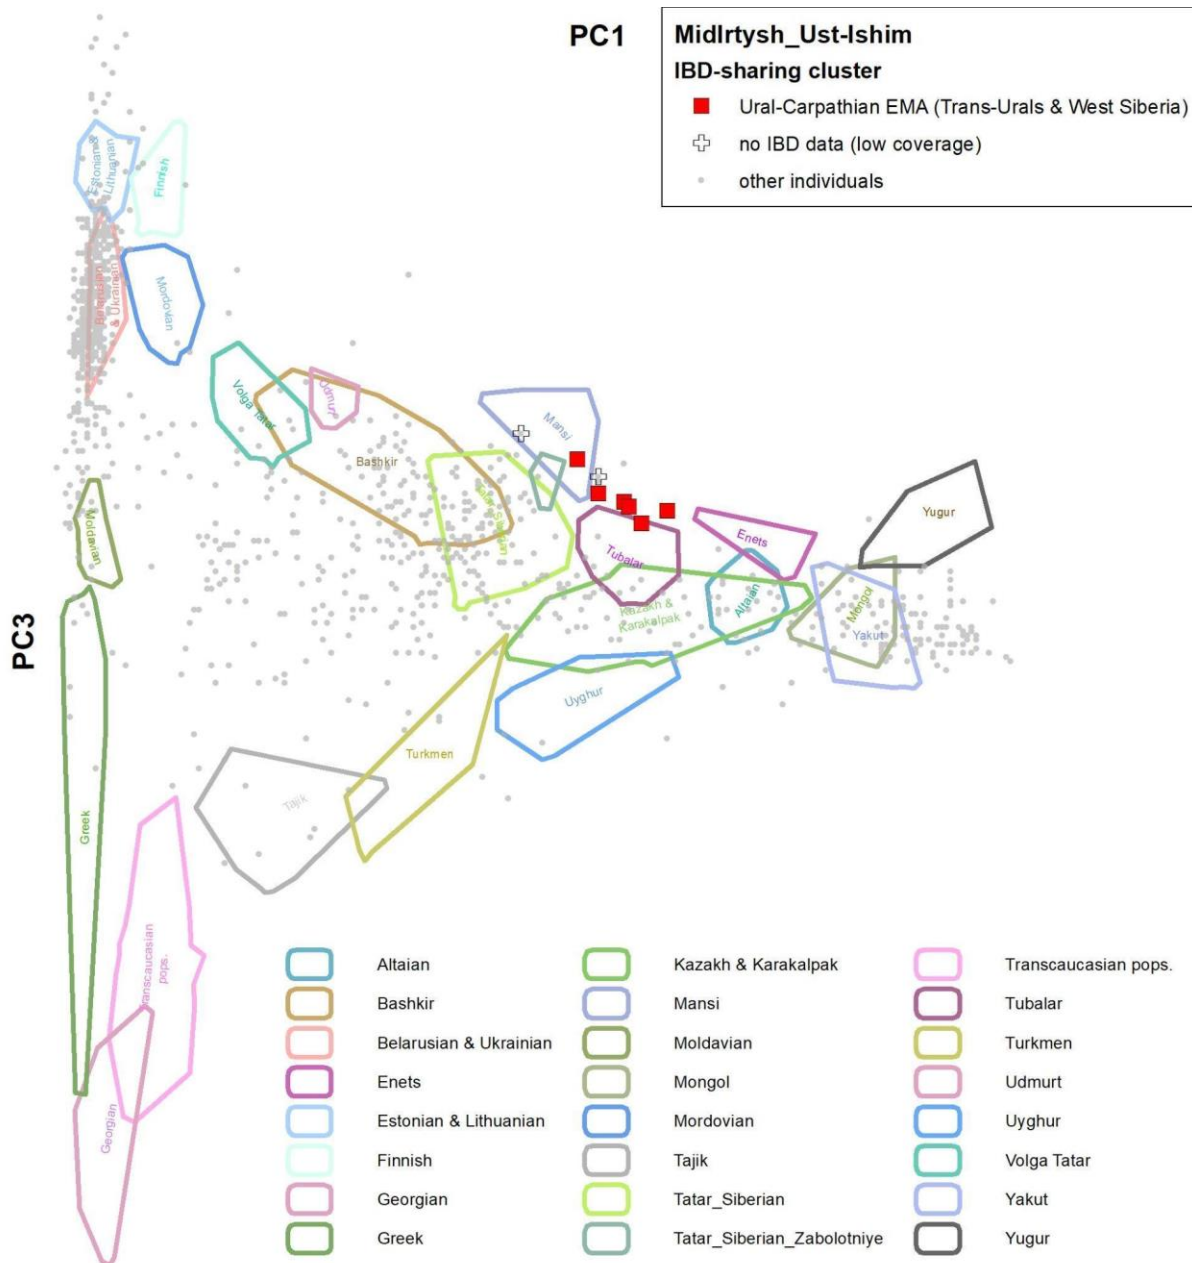 PC1
MidIrtysh_Ust-Ishim
IBD-sharing cluster
Ural-Carpathian EMA (Trans-Urals & West Siberia)
no IBD data (low coverage)
other individuals
Estonian &
Lithuanian
Finnish
Belarusian
& Ukrainian
Mordovian
Volga Tatar
Udmurt
Bashkir
Mansi
Tatar_Siberian
Yugur
Moldavian
Enets
Tubalar
Altaian
Mongol
Kazakh &
Karakalpak
Yakut
PC3
Uyghur
Turkmen
Tajik
Greek
Transcaucasian
pops.
Georgian
Altaian
Bashkir
Belarusian & Ukrainian
Enets
Estonian & Lithuanian
Finnish
Georgian
Greek
Kazakh & Karakalpak
Mansi
Moldavian
Mongol
Mordovian
Tajik
Tatar_Siberian
Tatar_Siberian_Zabolotniye
Transcaucasian pops.
Tubalar
Turkmen
Udmurt
Uyghur
Volga Tatar
Yakut
Yugur